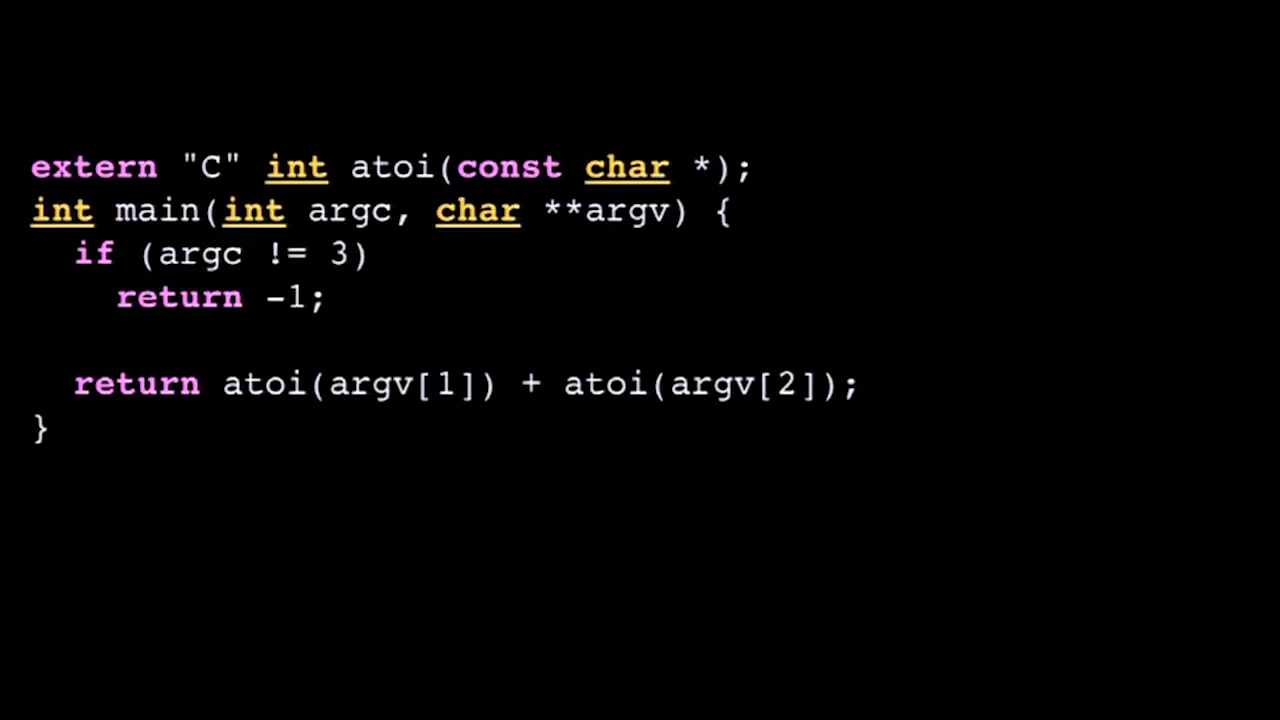 extern "C" int atoi(const char *);
int main(int argc, char **argv) {
  if (argc != 3)
    return -1;

  return atoi(argv[1]) + atoi(argv[2]);
}